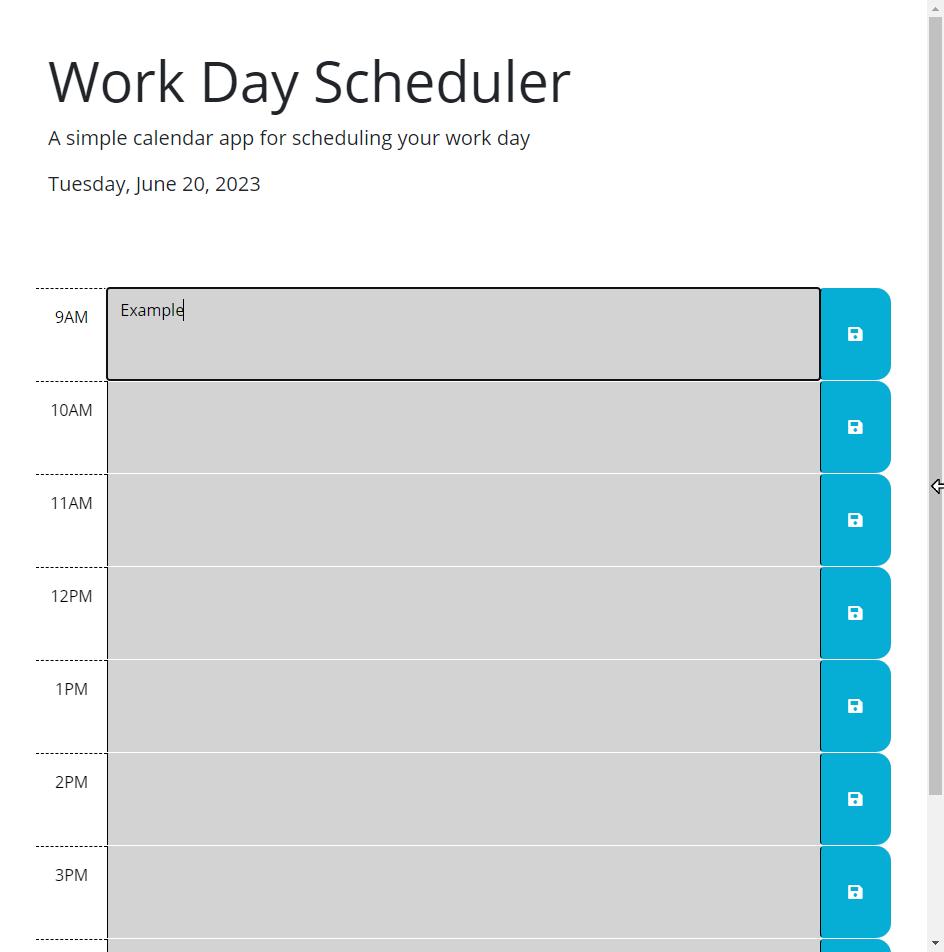 Work Day Scheduler
A simple calendar app for scheduling your work day
Tuesday, June 20, 2023
9AM
Example
10AM
11AM
12PM
1PM
2PM
3PM